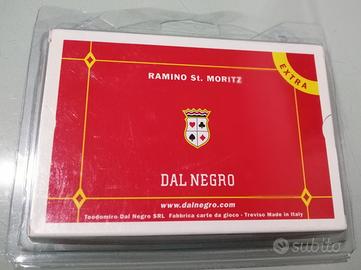 RAMINO St. MORITZ
EXTRA
DAL NEGRO
www.dalnegro.com
Teodomiro Dal Negro SRL Fabbrica carte da gioco - Treviso Made in Italy
subito